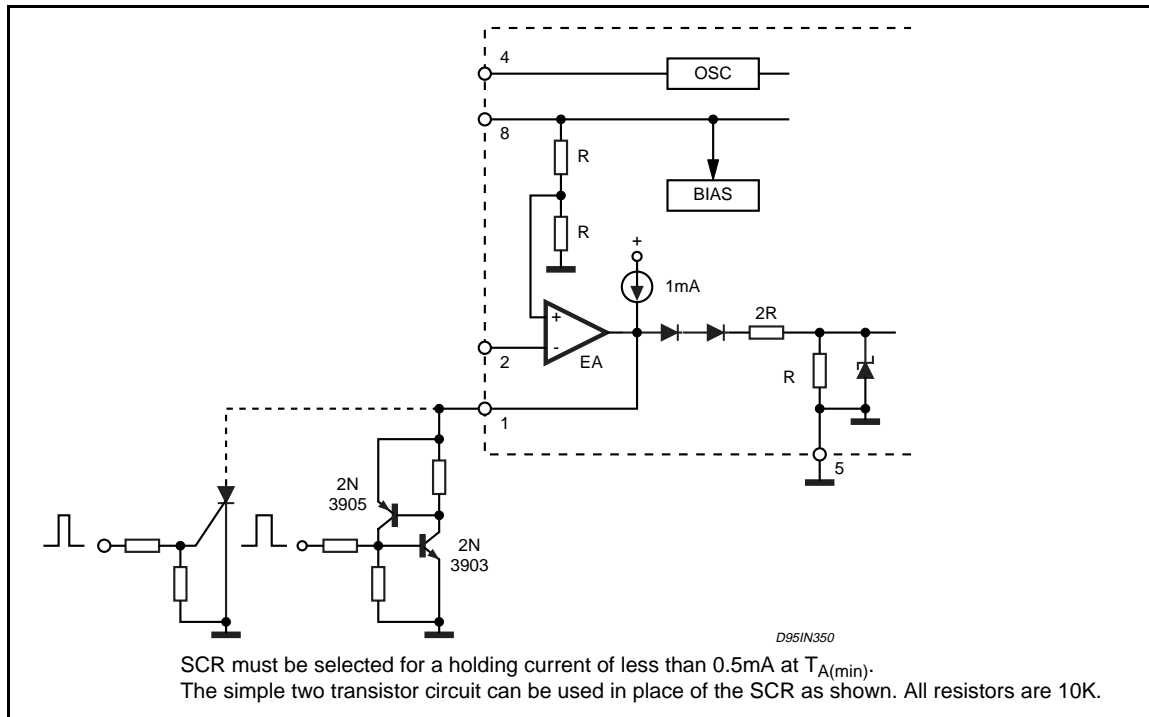 4
OSC
8
R
BIAS
R
+
1mA
+
2R
2
-
EA
R
1
5
2N
3905
2N
3903
D95IN350
SCR must be selected for a holding current of less than 0.5mA at TA(min).
The simple two transistor circuit can be used in place of the SCR as shown. All resistors are 10K.